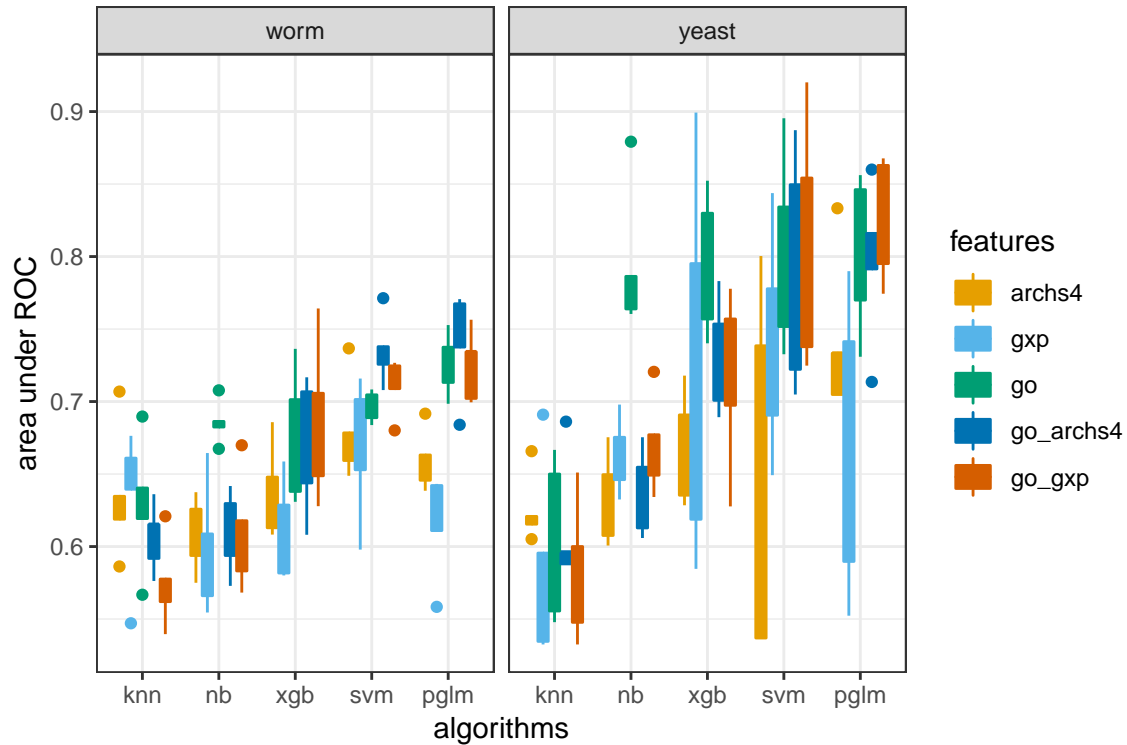 worm
yeast
area under ROC
0.9
0.8
0.7
0.6
knn nb xgb svm pglm
knn nb xgb svm pglm
algorithms
features
archs4
gxp
go
go_archs4
go_gxp